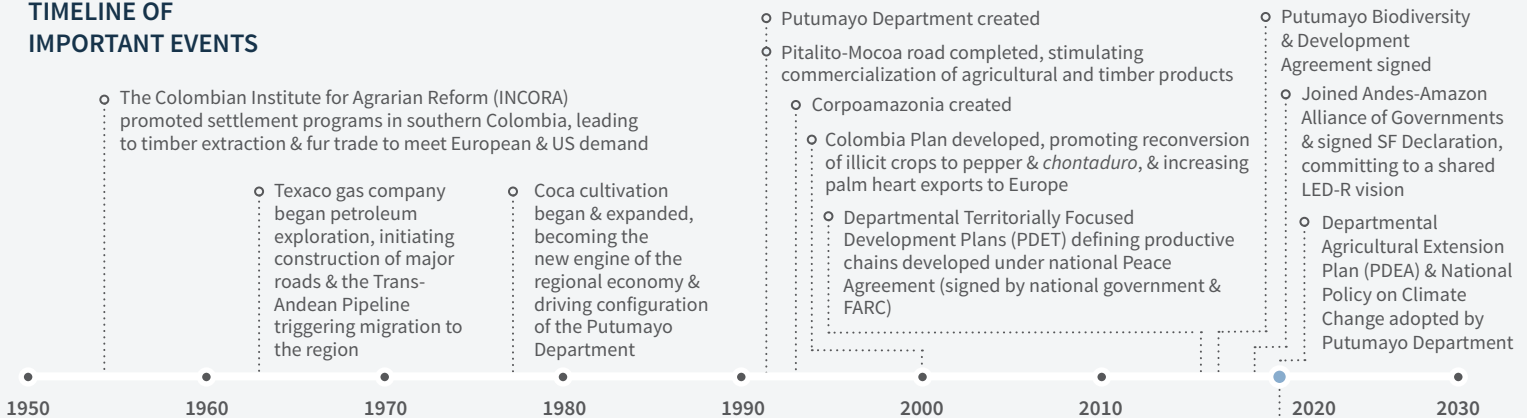 TIMELINE OF
IMPORTANT EVENTS
The Colombian Institute for Agrarian Reform (INCORA)
promoted settlement programs in southern Colombia, leading
to timber extraction & fur trade to meet European & US demand
Texaco gas company
began petroleum
exploration, initiating
construction of major
roads & the Trans-
Andean Pipeline
triggering migration to
the region
Coca cultivation
began & expanded,
becoming the
new engine of the
regional economy &
driving configuration
of the Putumayo
Department
Putumayo Department created
Pitalito-Mocoa road completed, stimulating
commercialization of agricultural and timber products
Corpoamazonia created
Colombia Plan developed, promoting reconversion
of illicit crops to pepper & chontaduro, & increasing
palm heart exports to Europe
Departmental Territorially Focused
Development Plans (PDET) defining productive
chains developed under national Peace
Agreement (signed by national government &
FARC)
Putumayo Biodiversity
& Development
Agreement signed
Joined Andes-Amazon
Alliance of Governments
& signed SF Declaration,
committing to a shared
LED-R vision
Departmental
Agricultural Extension
Plan (PDEA) & National
Policy on Climate
Change adopted by
Putumayo Department
1950 1960 1970 1980 1990 2000 2010 2020 2030